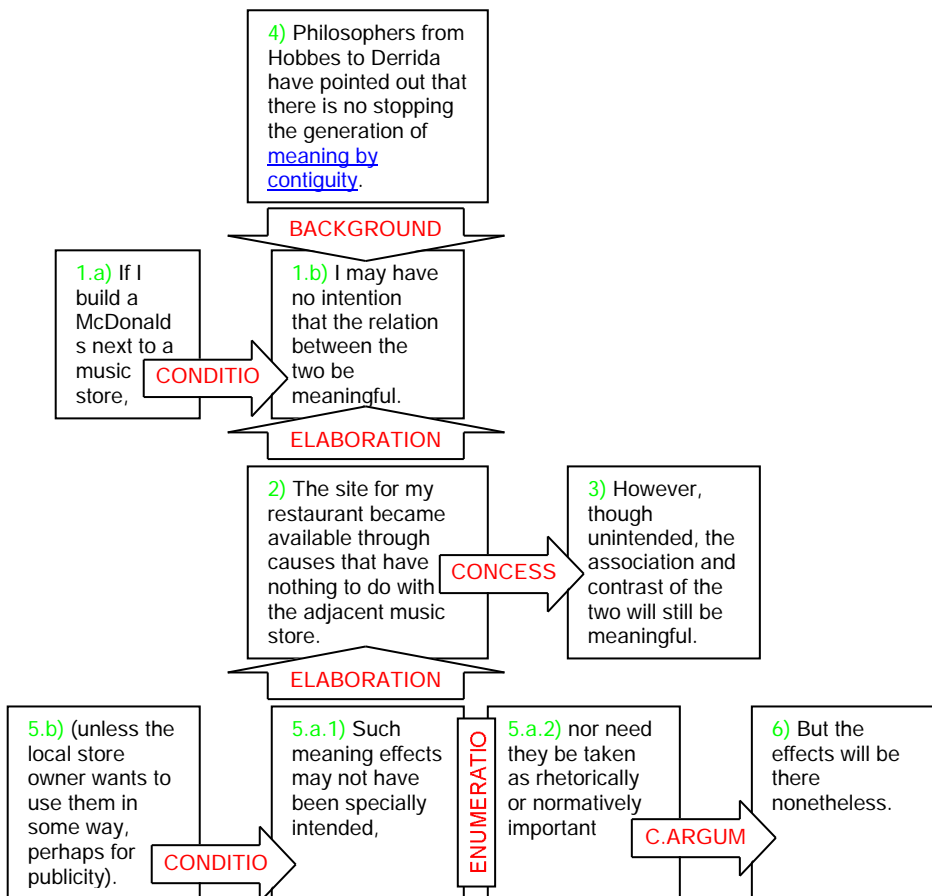 4) Philosophers from
Hobbes to Derrida
have pointed out that
there is no stopping
the generation of
meaning by
contiguity.
BACKGROUND
1.a) If I
build a
McDonald
s next to a
music
store,
CONDITIO
1.b) I may have
no intention
that the relation
between the
two be
meaningful.
ELABORATION
2) The site for my
restaurant became
available through
causes that have
nothing to do with
the adjacent music
store.
CONCESS
3) However,
though
unintended, the
association and
contrast of the
two will still be
meaningful.
ELABORATION
5.b) (unless the
local store
owner wants to
use them in
some way,
perhaps for
publicity).
CONDITIO
5.a.1) Such
meaning effects
may not have
been specially
intended,
ENUMERATIO
5.a.2) nor need
they be taken
as rhetorically
or normatively
important
C.ARGUM
6) But the
effects will be
there
nonetheless.